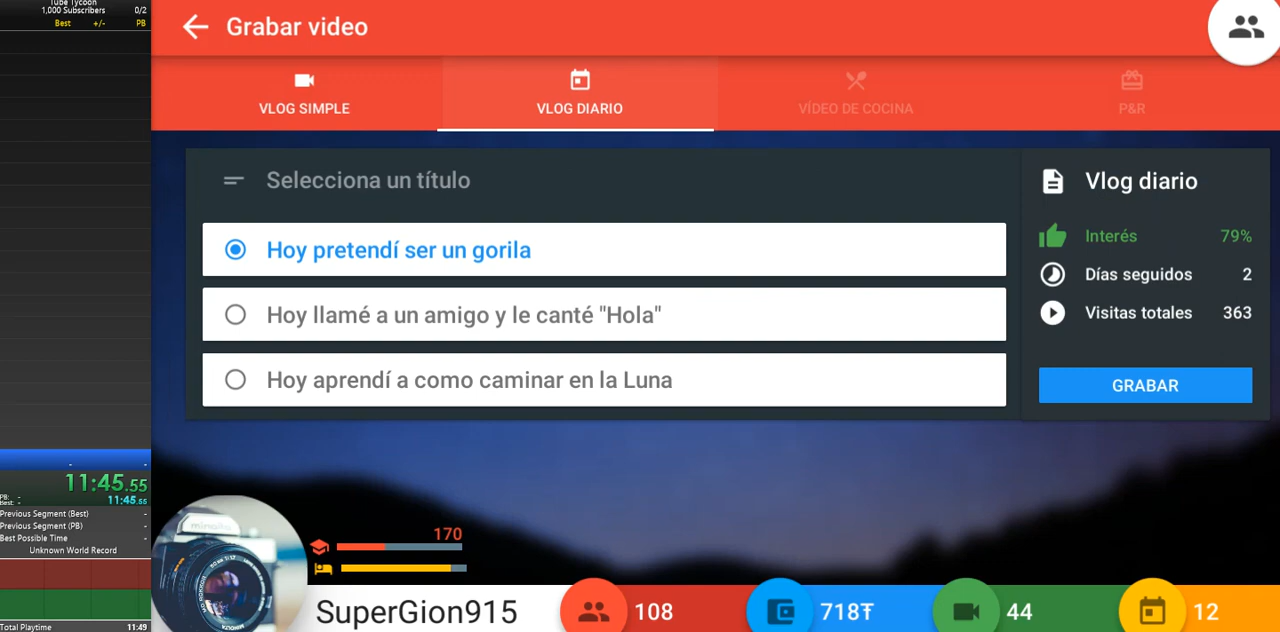 Tube Tycoon
1,000 Subscribers 0/2
Best +/- PB
Grabar video
VLOG SIMPLE
VLOG DIARIO
VÍDEO DE COCINA
P&R
Selecciona un título
Hoy pretendí ser un gorila
Hoy llamé a un amigo y le canté "Hola"
Hoy aprendí a como caminar en la Luna
Vlog diario
Interés 79%
Días seguidos 2
Visitas totales 363
GRABAR
- -
11:45.55
PB: -
Best: - 11:45.55
Previous Segment (Best) -
Previous Segment (PB) -
Best Possible Time -
Unknown World Record
Total Playtime 11:49
minolta
170
SuperGion915
108
718Ŧ
44
12